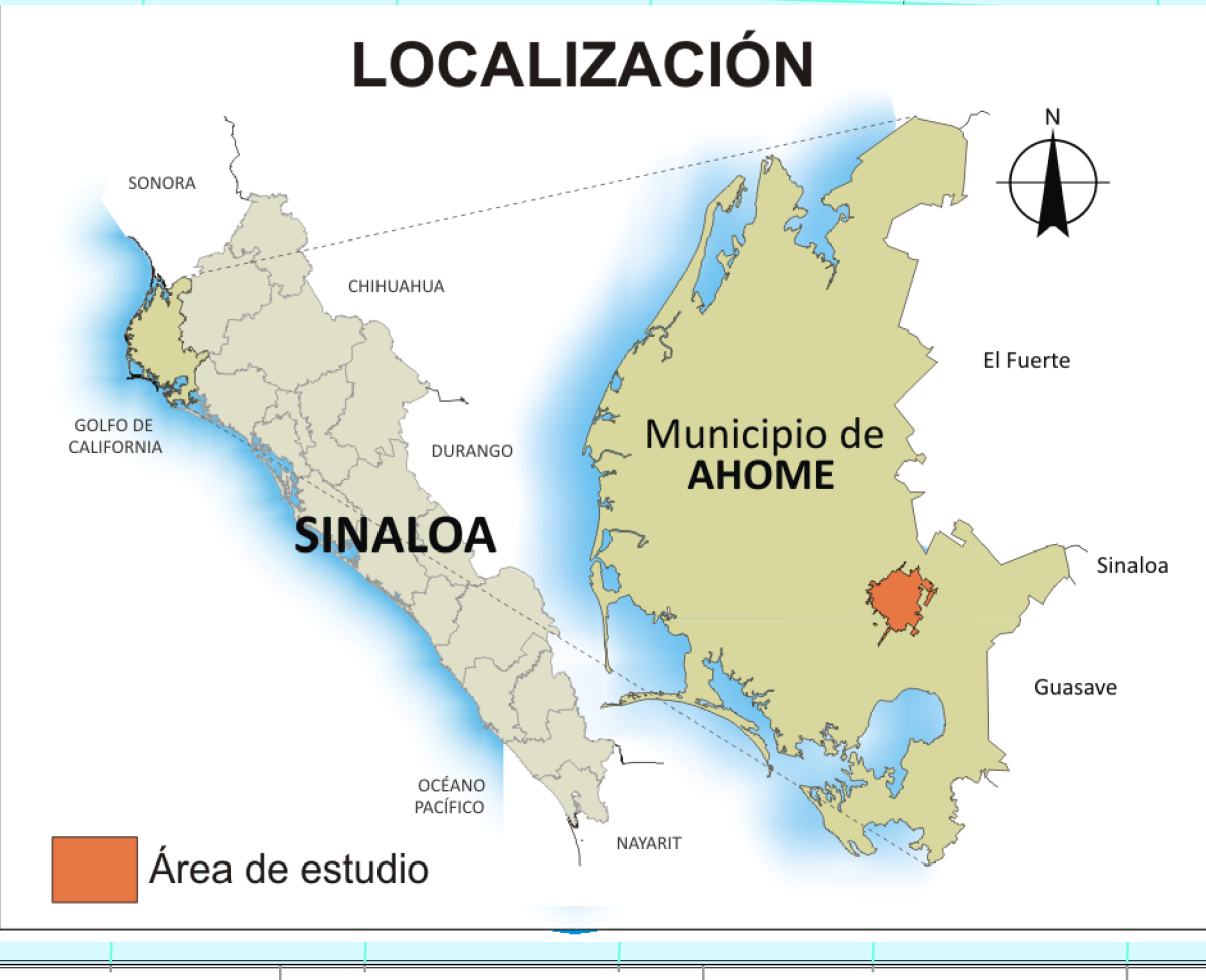 LOCALIZACIÓN
N
SONORA
CHIHUAHUA
GOLFO DE
CALIFORNIA
DURANGO
SINALOA
OCÉANO
PACÍFICO
NAYARIT
Municipio de
AHOME
El Fuerte
Sinaloa
Guasave
Área de estudio